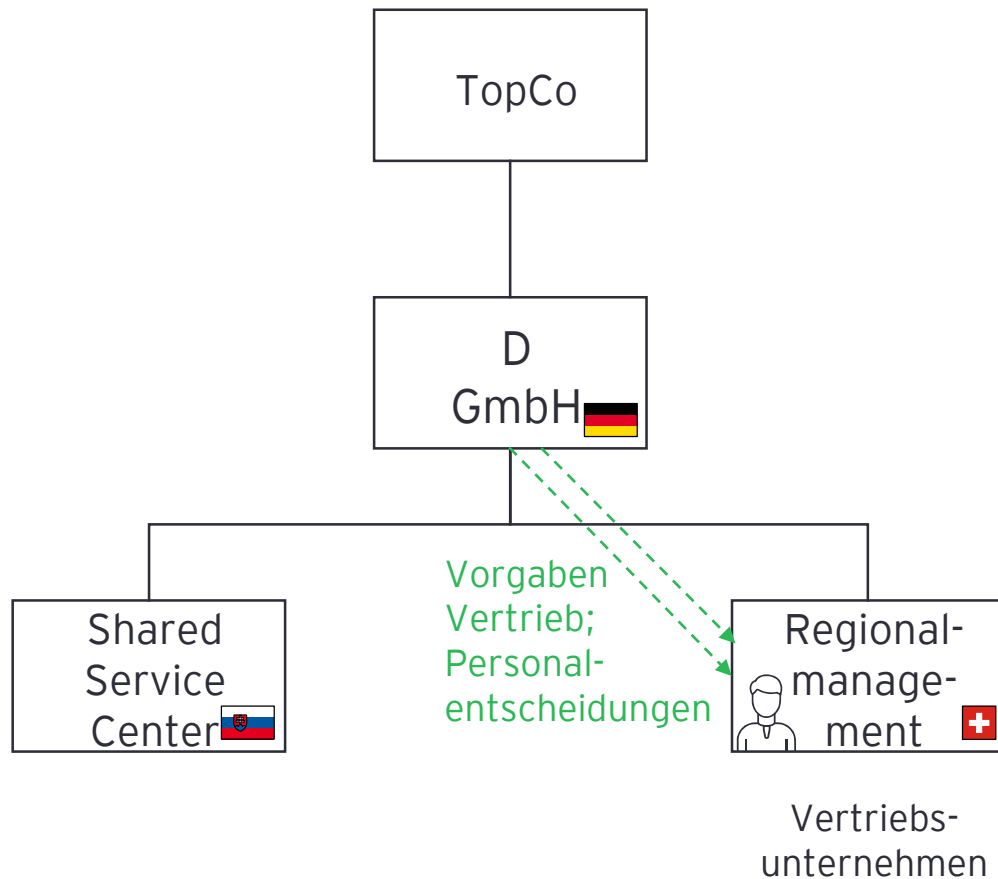 TopCo
D
GmbH
Vorgaben
Vertrieb;
Personal-
entscheidungen
Shared
Service
Center
Regional-
manage-
ment
Vertriebs-
unternehmen